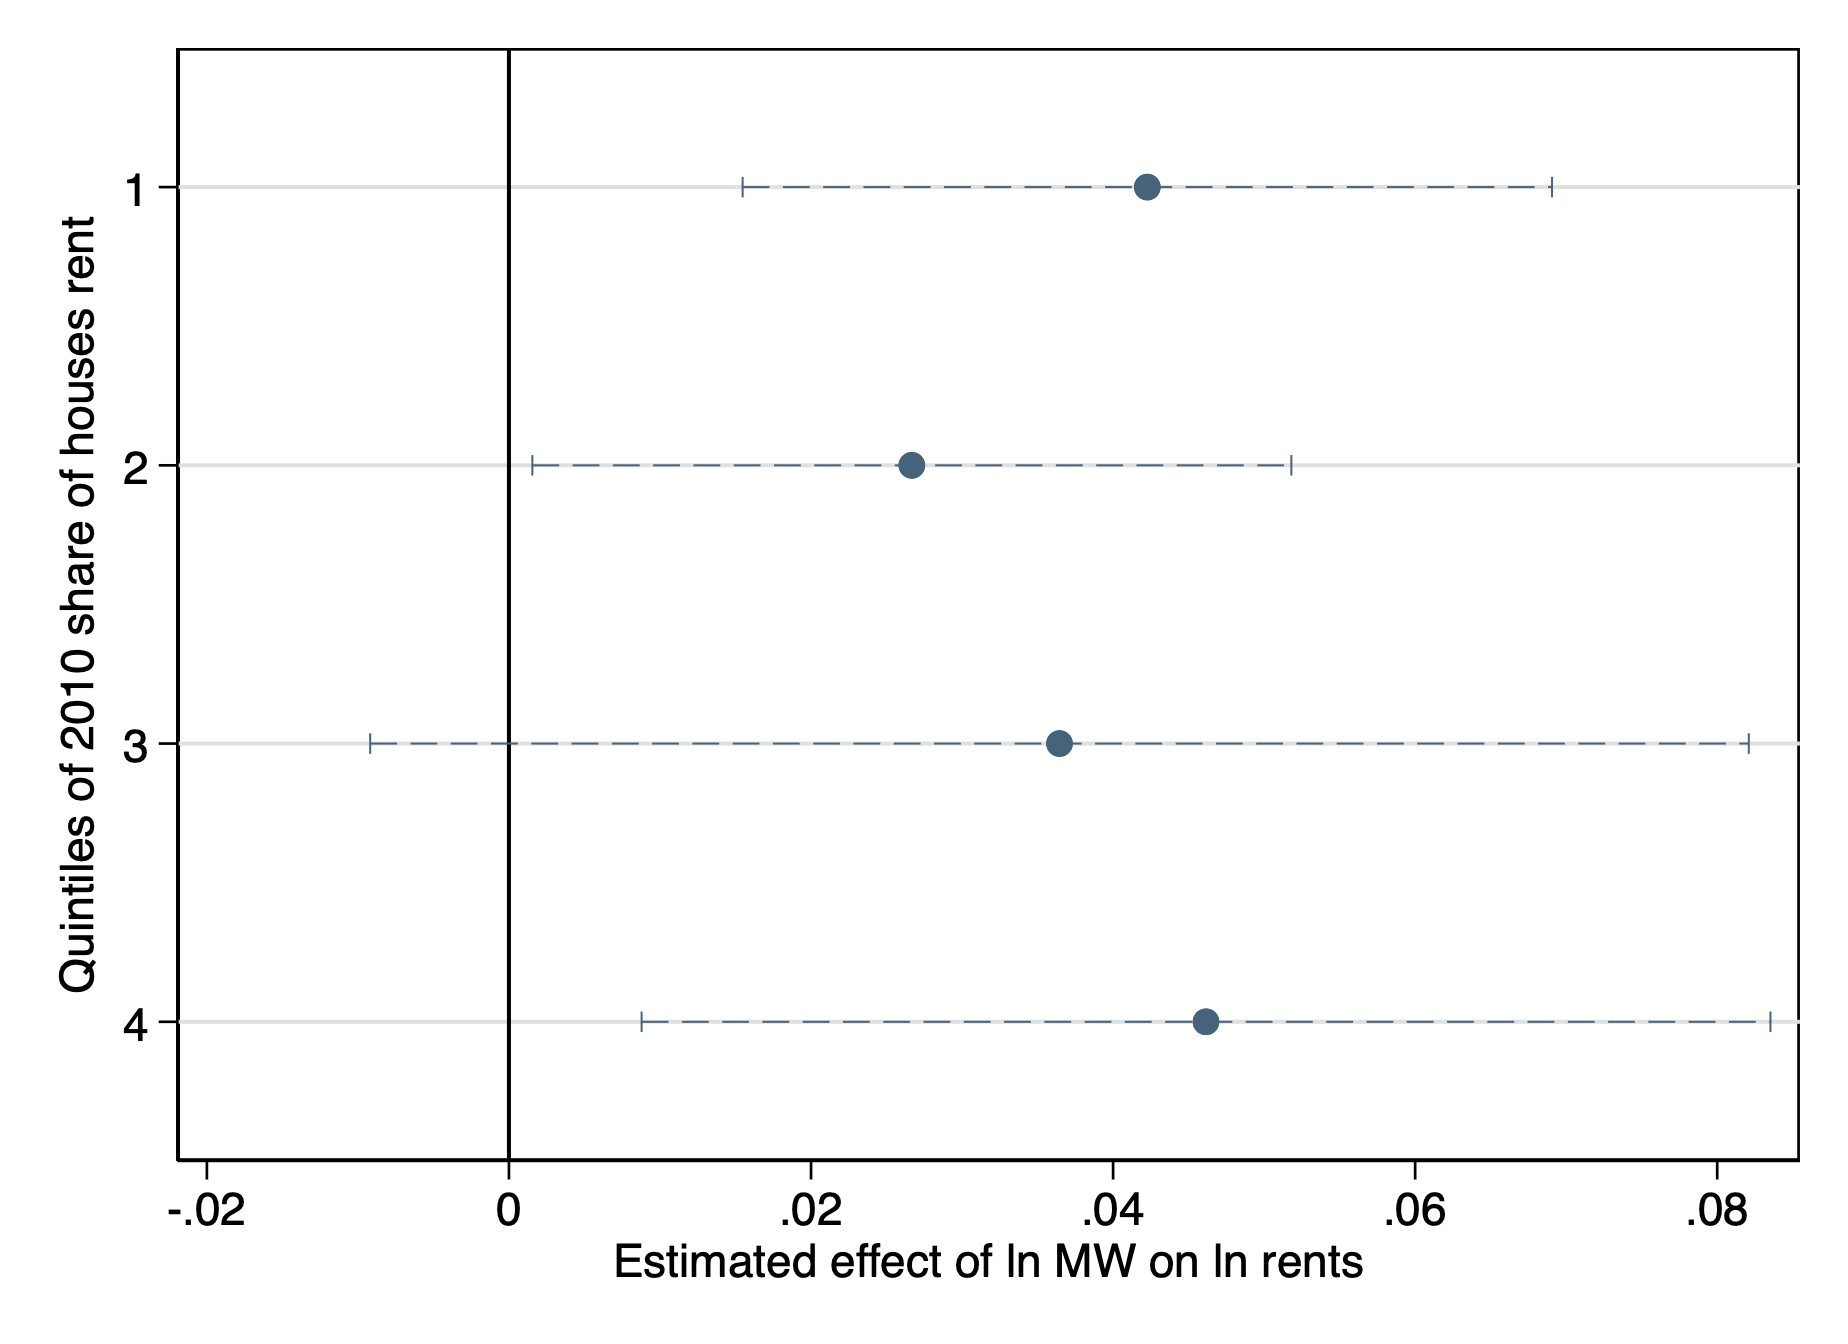 Quintiles of 2010 share of houses rent
1
2
3
4
-.02 0 .02 .04 .06 .08
Estimated effect of ln MW on ln rents